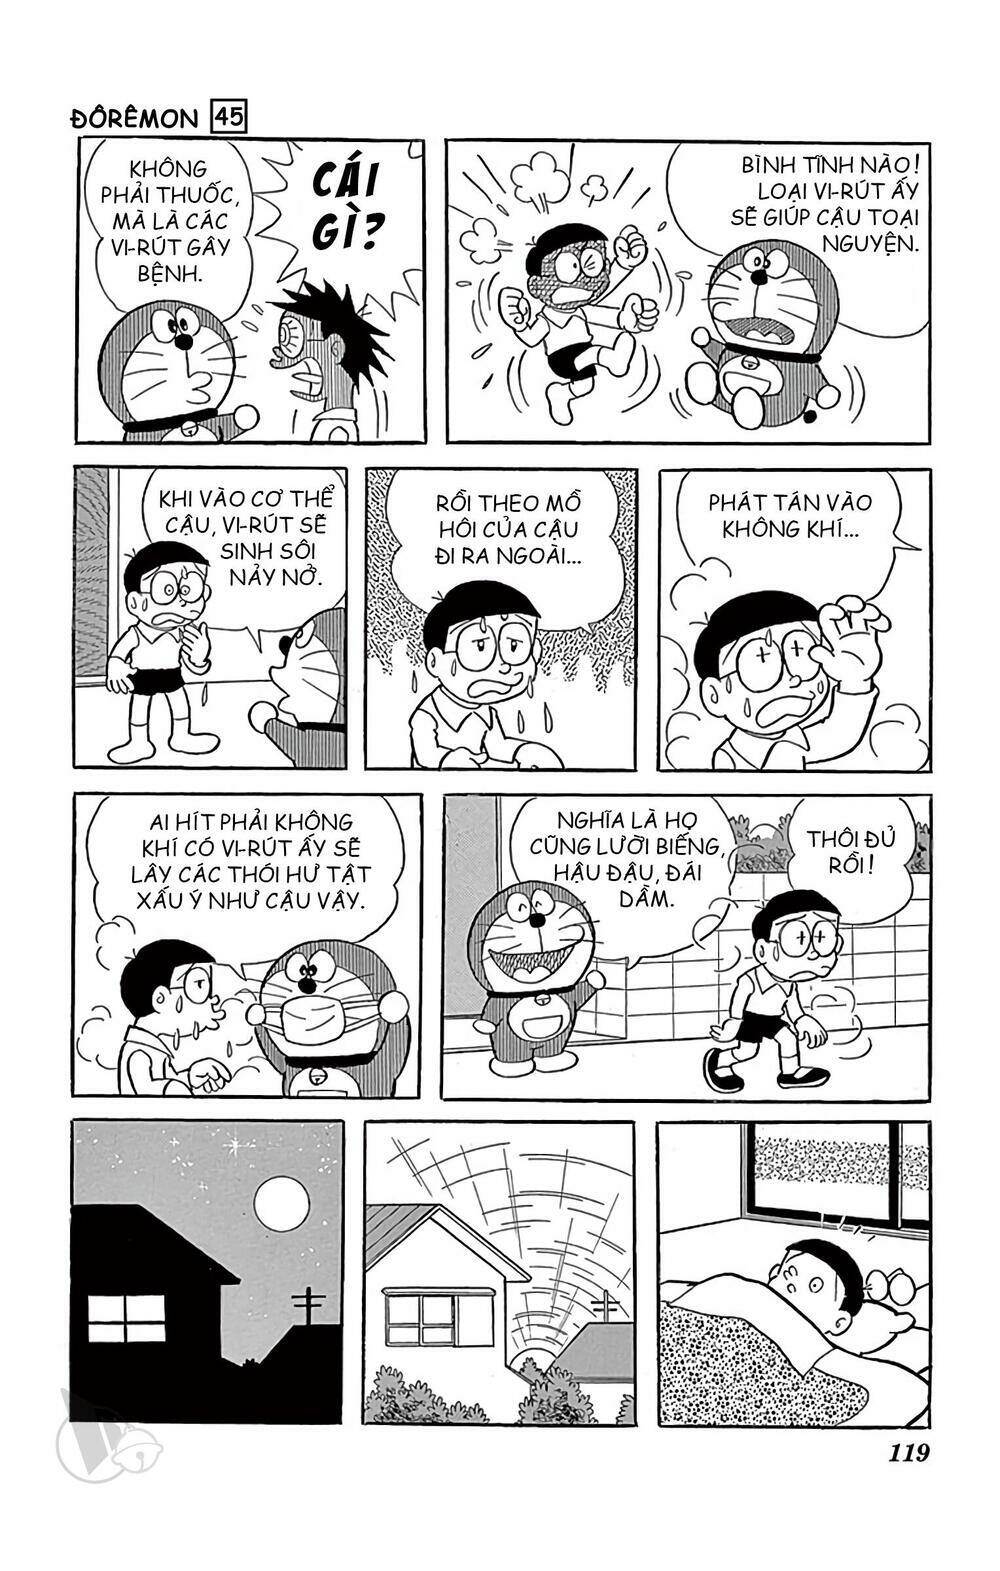 ĐÔRÊMON 45
KHÔNG
PHẢI THUỐC,
MÀ LÀ CÁC
VI-RÚT GÂY
BỆNH.
CÁI
GÌ?
BÌNH TĨNH NÀO!
LOẠI VI-RÚT ẤY
SẼ GIÚP CẬU TOẠI
NGUYỆN.
KHI VÀO CƠ THỂ
CẬU, VI-RÚT SẼ
SINH SÔI
NẢY NỞ.
RỒI THEO MỒ
HÔI CỦA CẬU
ĐI RA NGOÀI...
PHÁT TÁN VÀO
KHÔNG KHÍ...
AI HÍT PHẢI KHÔNG
KHÍ CÓ VI-RÚT ẤY SẼ
LÂY CÁC THÓI HƯ TẬT
XẤU Ý NHƯ CẬU VẬY.
NGHĨA LÀ HỌ
CŨNG LƯỜI BIẾNG,
HẬU ĐẬU, ĐÁI
DẦM.
THÔI ĐỦ
RỒI!
119